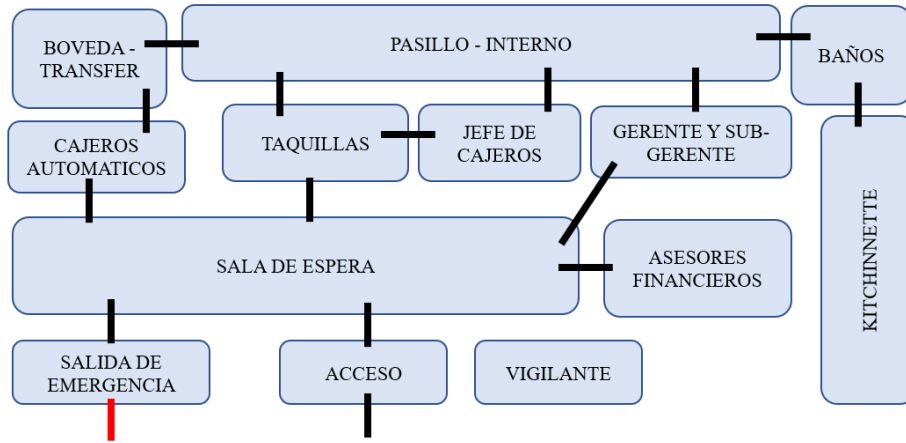 BOVEDA -
TRANSFER
PASILLO - INTERNO
BAÑOS
CAJEROS
AUTOMATICOS
TAQUILLAS
JEFE DE
CAJEROS
GERENTE Y SUB-
GERENTE
KITCHINNETTE
SALA DE ESPERA
ASESORES
FINANCIEROS
SALIDA DE
EMERGENCIA
ACCESO
VIGILANTE